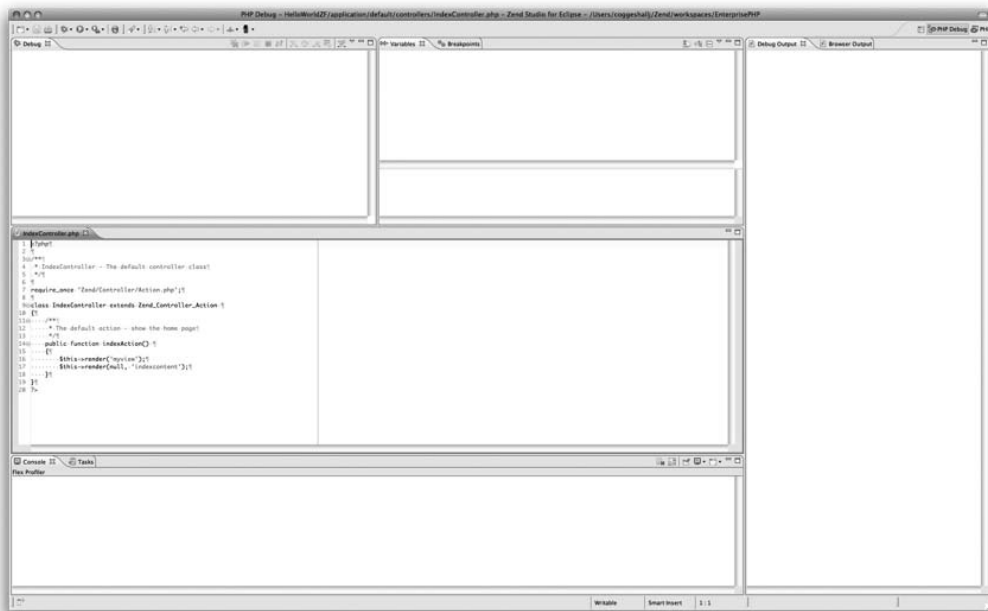 PHP Debug - HelloWorldZF/application/default/controllers/IndexController.php - Zend Studio for Eclipse - /Users/coggeshallj/Zend/workspaces/EnterprisePHP
PHP Debug PH
Debug
Variables Breakpoints
Debug Output Browser Output
IndexController.php
1 <?php¶
2 ¶
3 /**¶
4 * IndexController - The default controller class¶
5 */¶
6 ¶
7 require_once 'Zend/Controller/Action.php';¶
8 ¶
9 class IndexController extends Zend_Controller_Action ¶
10 {¶
11 /**¶
12 * The default action - show the home page¶
13 */¶
14 public function indexAction() ¶
15 {¶
16 $this->render('myview');¶
17 $this->render(null, 'indexcontent');¶
18 }¶
19 }¶
20 ?>
Console Tasks
Flex Profiler
Writable Smart Insert 1 : 1